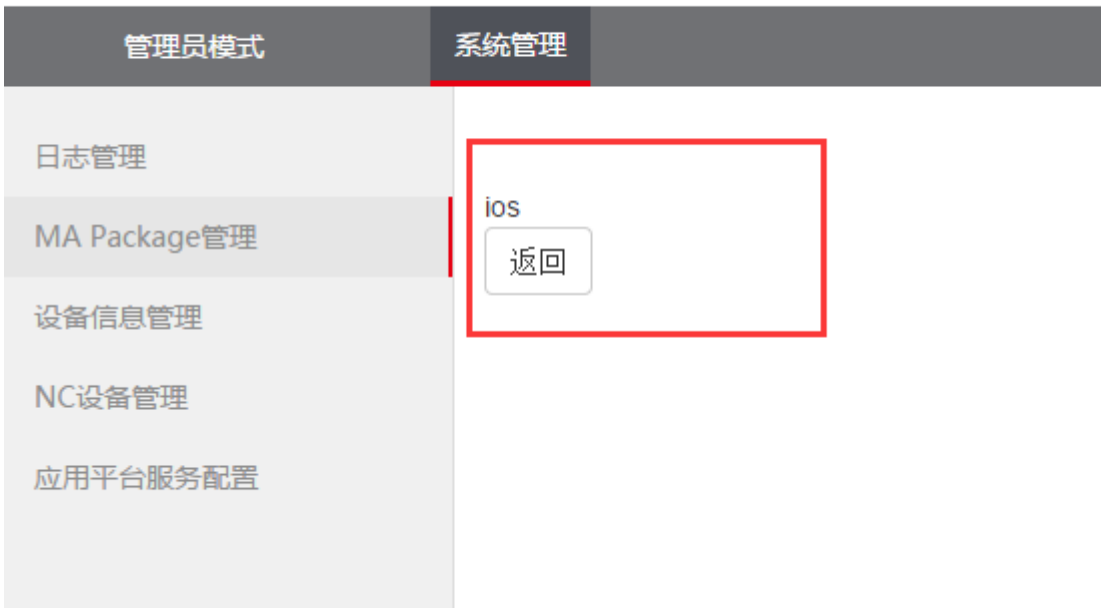 管理员模式 系统管理
日志管理
MA Package管理
设备信息管理
NC设备管理
应用平台服务配置
ios
返回